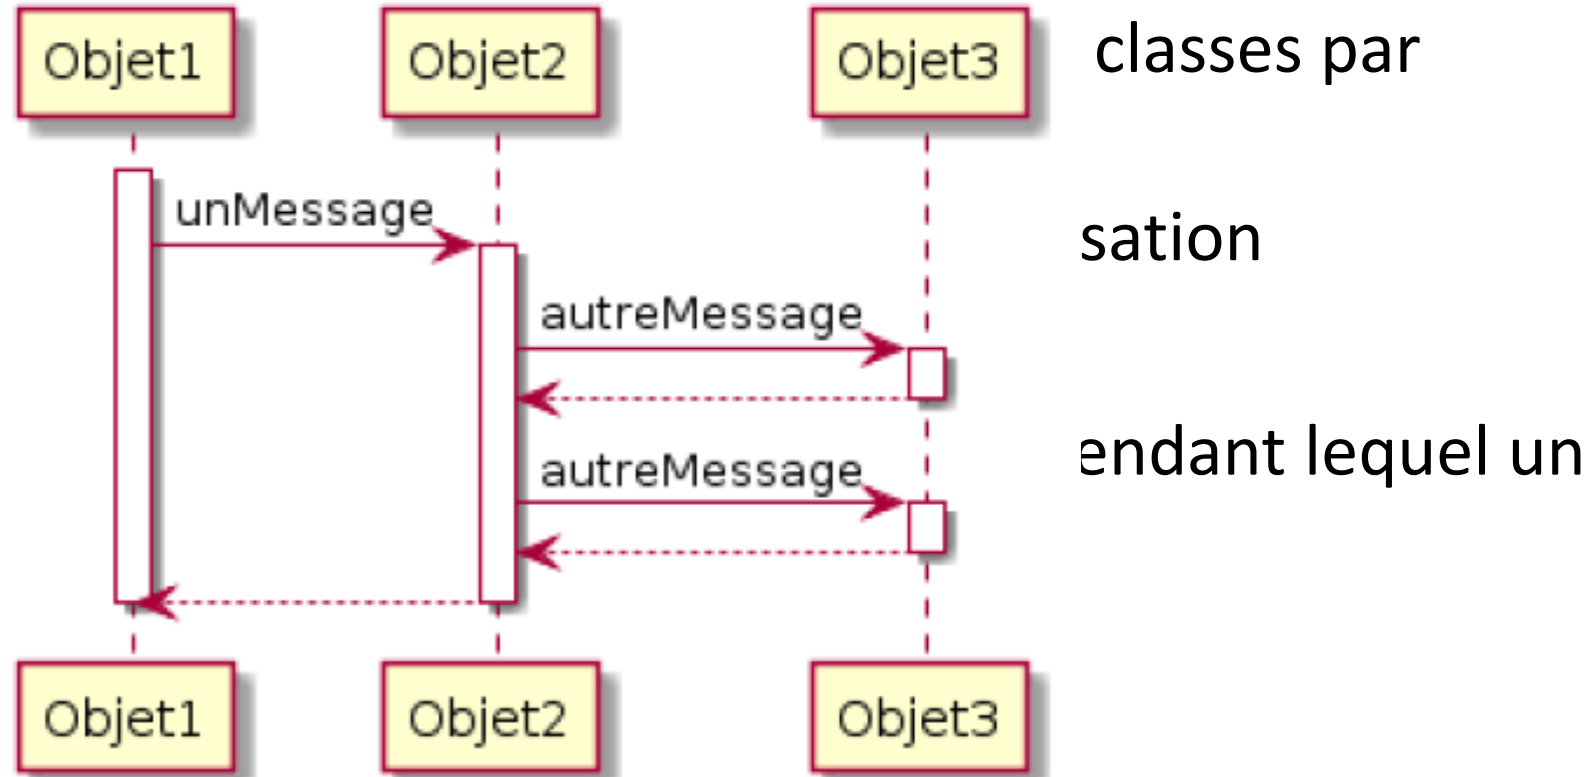 Objet1 Objet2 Objet3 classes par
unMessage
sation
autreMessage
endant lequel un
autreMessage
Objet1 Objet2 Objet3